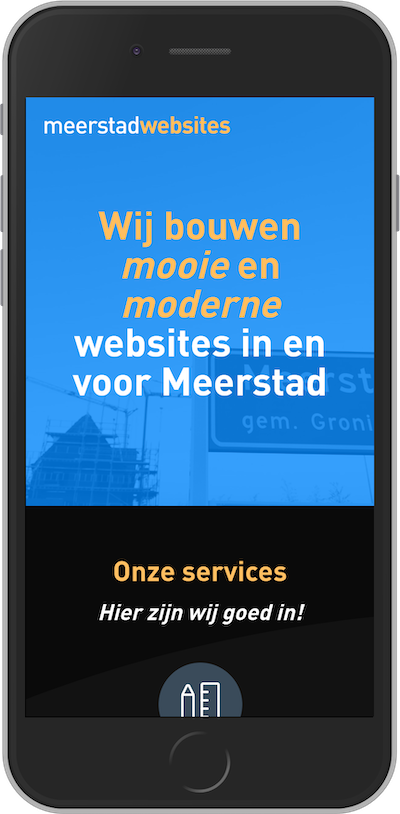 meerstadwebsites
Wij bouwen
mooie en
moderne
websites in en
voor Meerstad
Meerst
gem. Groni
Onze services
Hier zijn wij goed in!